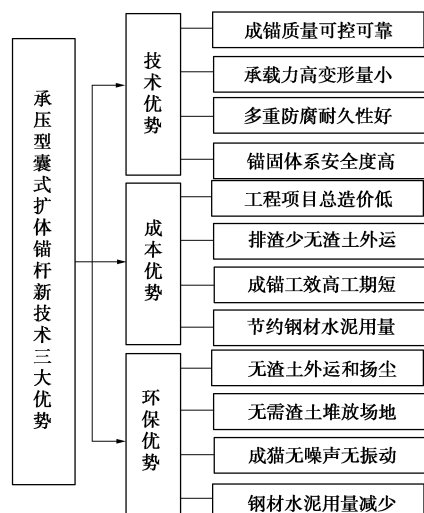 承压型囊式扩体锚杆新技术三大优势
技术优势
成锚质量可控可靠
承载力高变形量小
多重防腐耐久性好
锚固体系安全度高
成本优势
工程项目总造价低
排渣少无渣土外运
成锚工效高工期短
节约钢材水泥用量
环保优势
无渣土外运和扬尘
无需渣土堆放场地
成猫无噪声无振动
钢材水泥用量减少